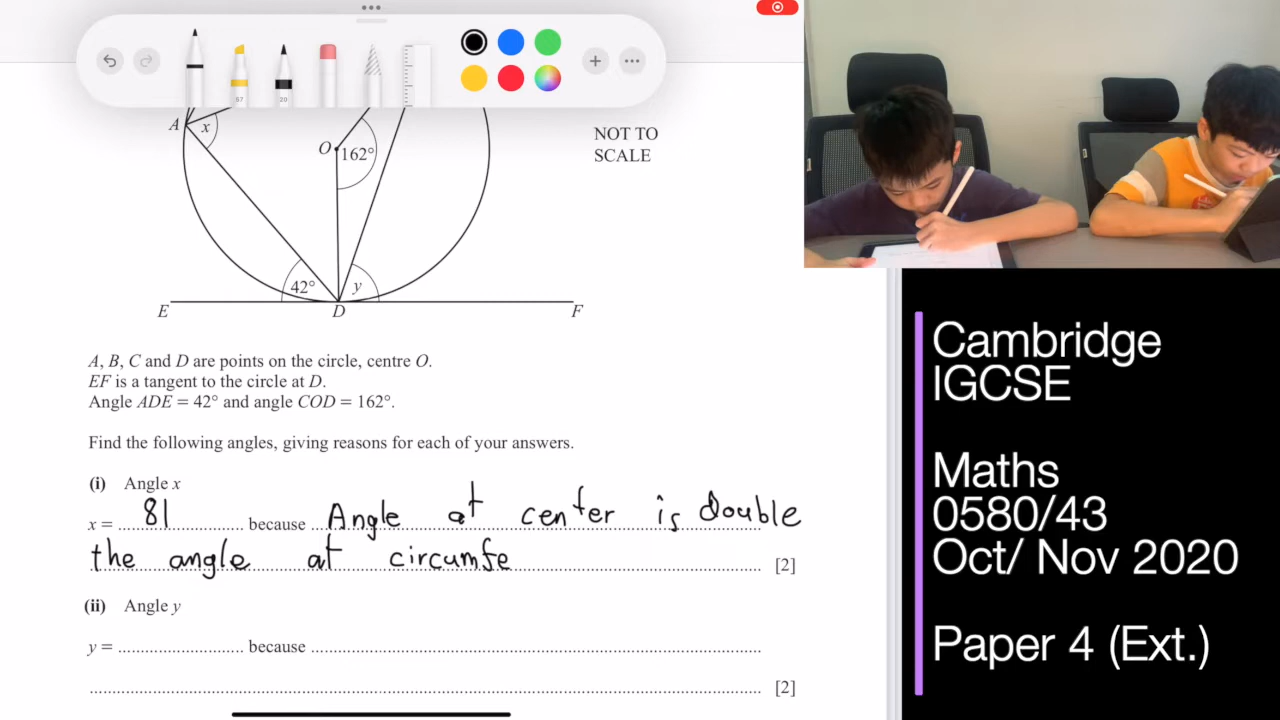 57
20
A
x
O
162°
NOT TO
SCALE
42°
y
E
D
F
A, B, C and D are points on the circle, centre O.
EF is a tangent to the circle at D.
Angle ADE = 42° and angle COD = 162°.
Find the following angles, giving reasons for each of your answers.
(i) Angle x
x = 81 because Angle at center is double
the angle at circumfe [2]
(ii) Angle y
y = ........................... because ....................................................
.................................................... [2]
Cambridge
IGCSE
Maths
0580/43
Oct/ Nov 2020
Paper 4 (Ext.)